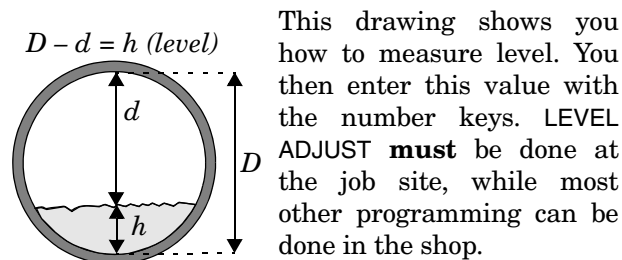 D – d = h (level)
d
D
h
This drawing shows you
how to measure level. You
then enter this value with
the number keys. LEVEL
ADJUST must be done at
the job site, while most
other programming can be
done in the shop.